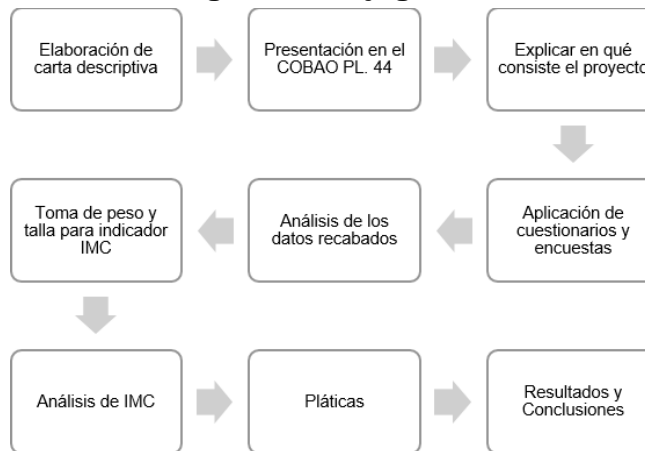 Elaboración de
carta descriptiva
Presentación en el
COBAO PL. 44
Explicar en qué
consiste el proyecto
Aplicación de
cuestionarios y
encuestas
Análisis de los
datos recabados
Toma de peso y
talla para indicador
IMC
Análisis de IMC
Pláticas
Resultados y
Conclusiones